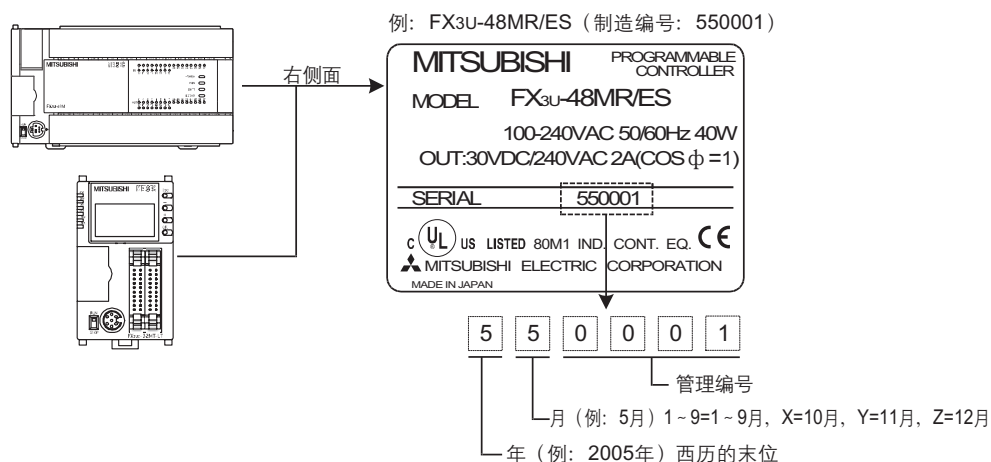 例: FX3U-48MR/ES（制造编号: 550001）
MITSUBISHI
右侧面
MITSUBISHI PROGRAMMABLE CONTROLLER
MODEL FX3U-48MR/ES
100-240VAC 50/60Hz 40W
OUT:30VDC/240VAC 2A(COS ф =1)
MITSUBISHI
SERIAL 550001
C UL US LISTED 80M1 IND. CONT. EQ. CE
MITSUBISHI ELECTRIC CORPORATION
MADE IN JAPAN
5 5 0 0 0 1
管理编号
月（例: 5月）1~9=1~9月, X=10月, Y=11月, Z=12月
年（例: 2005年）西历的末位